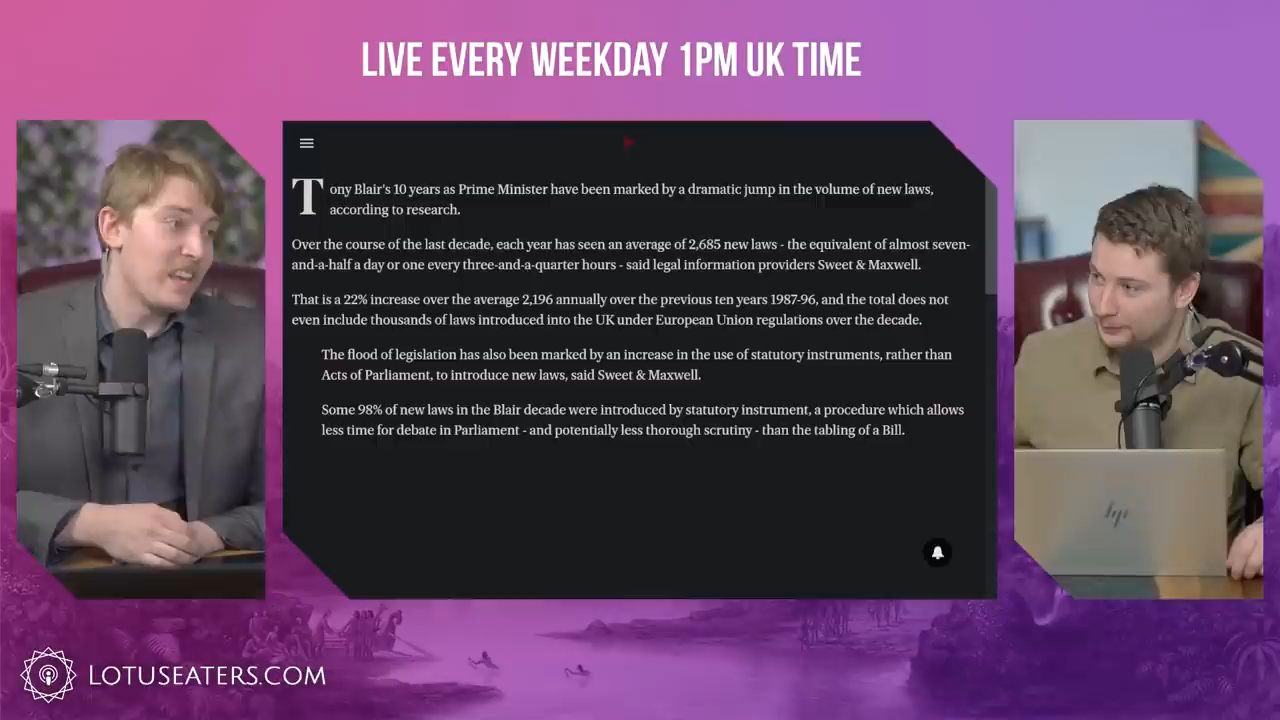 LIVE EVERY WEEKDAY 1PM UK TIME
Tony Blair's 10 years as Prime Minister have been marked by a dramatic jump in the volume of new laws,
according to research.
Over the course of the last decade, each year has seen an average of 2,685 new laws - the equivalent of almost seven-
and-a-half a day or one every three-and-a-quarter hours - said legal information providers Sweet & Maxwell.
That is a 22% increase over the average 2,196 annually over the previous ten years 1987-96, and the total does not
even include thousands of laws introduced into the UK under European Union regulations over the decade.
The flood of legislation has also been marked by an increase in the use of statutory instruments, rather than
Acts of Parliament, to introduce new laws, said Sweet & Maxwell.
Some 98% of new laws in the Blair decade were introduced by statutory instrument, a procedure which allows
less time for debate in Parliament - and potentially less thorough scrutiny - than the tabling of a Bill.
hp
LOTUSEATERS.COM